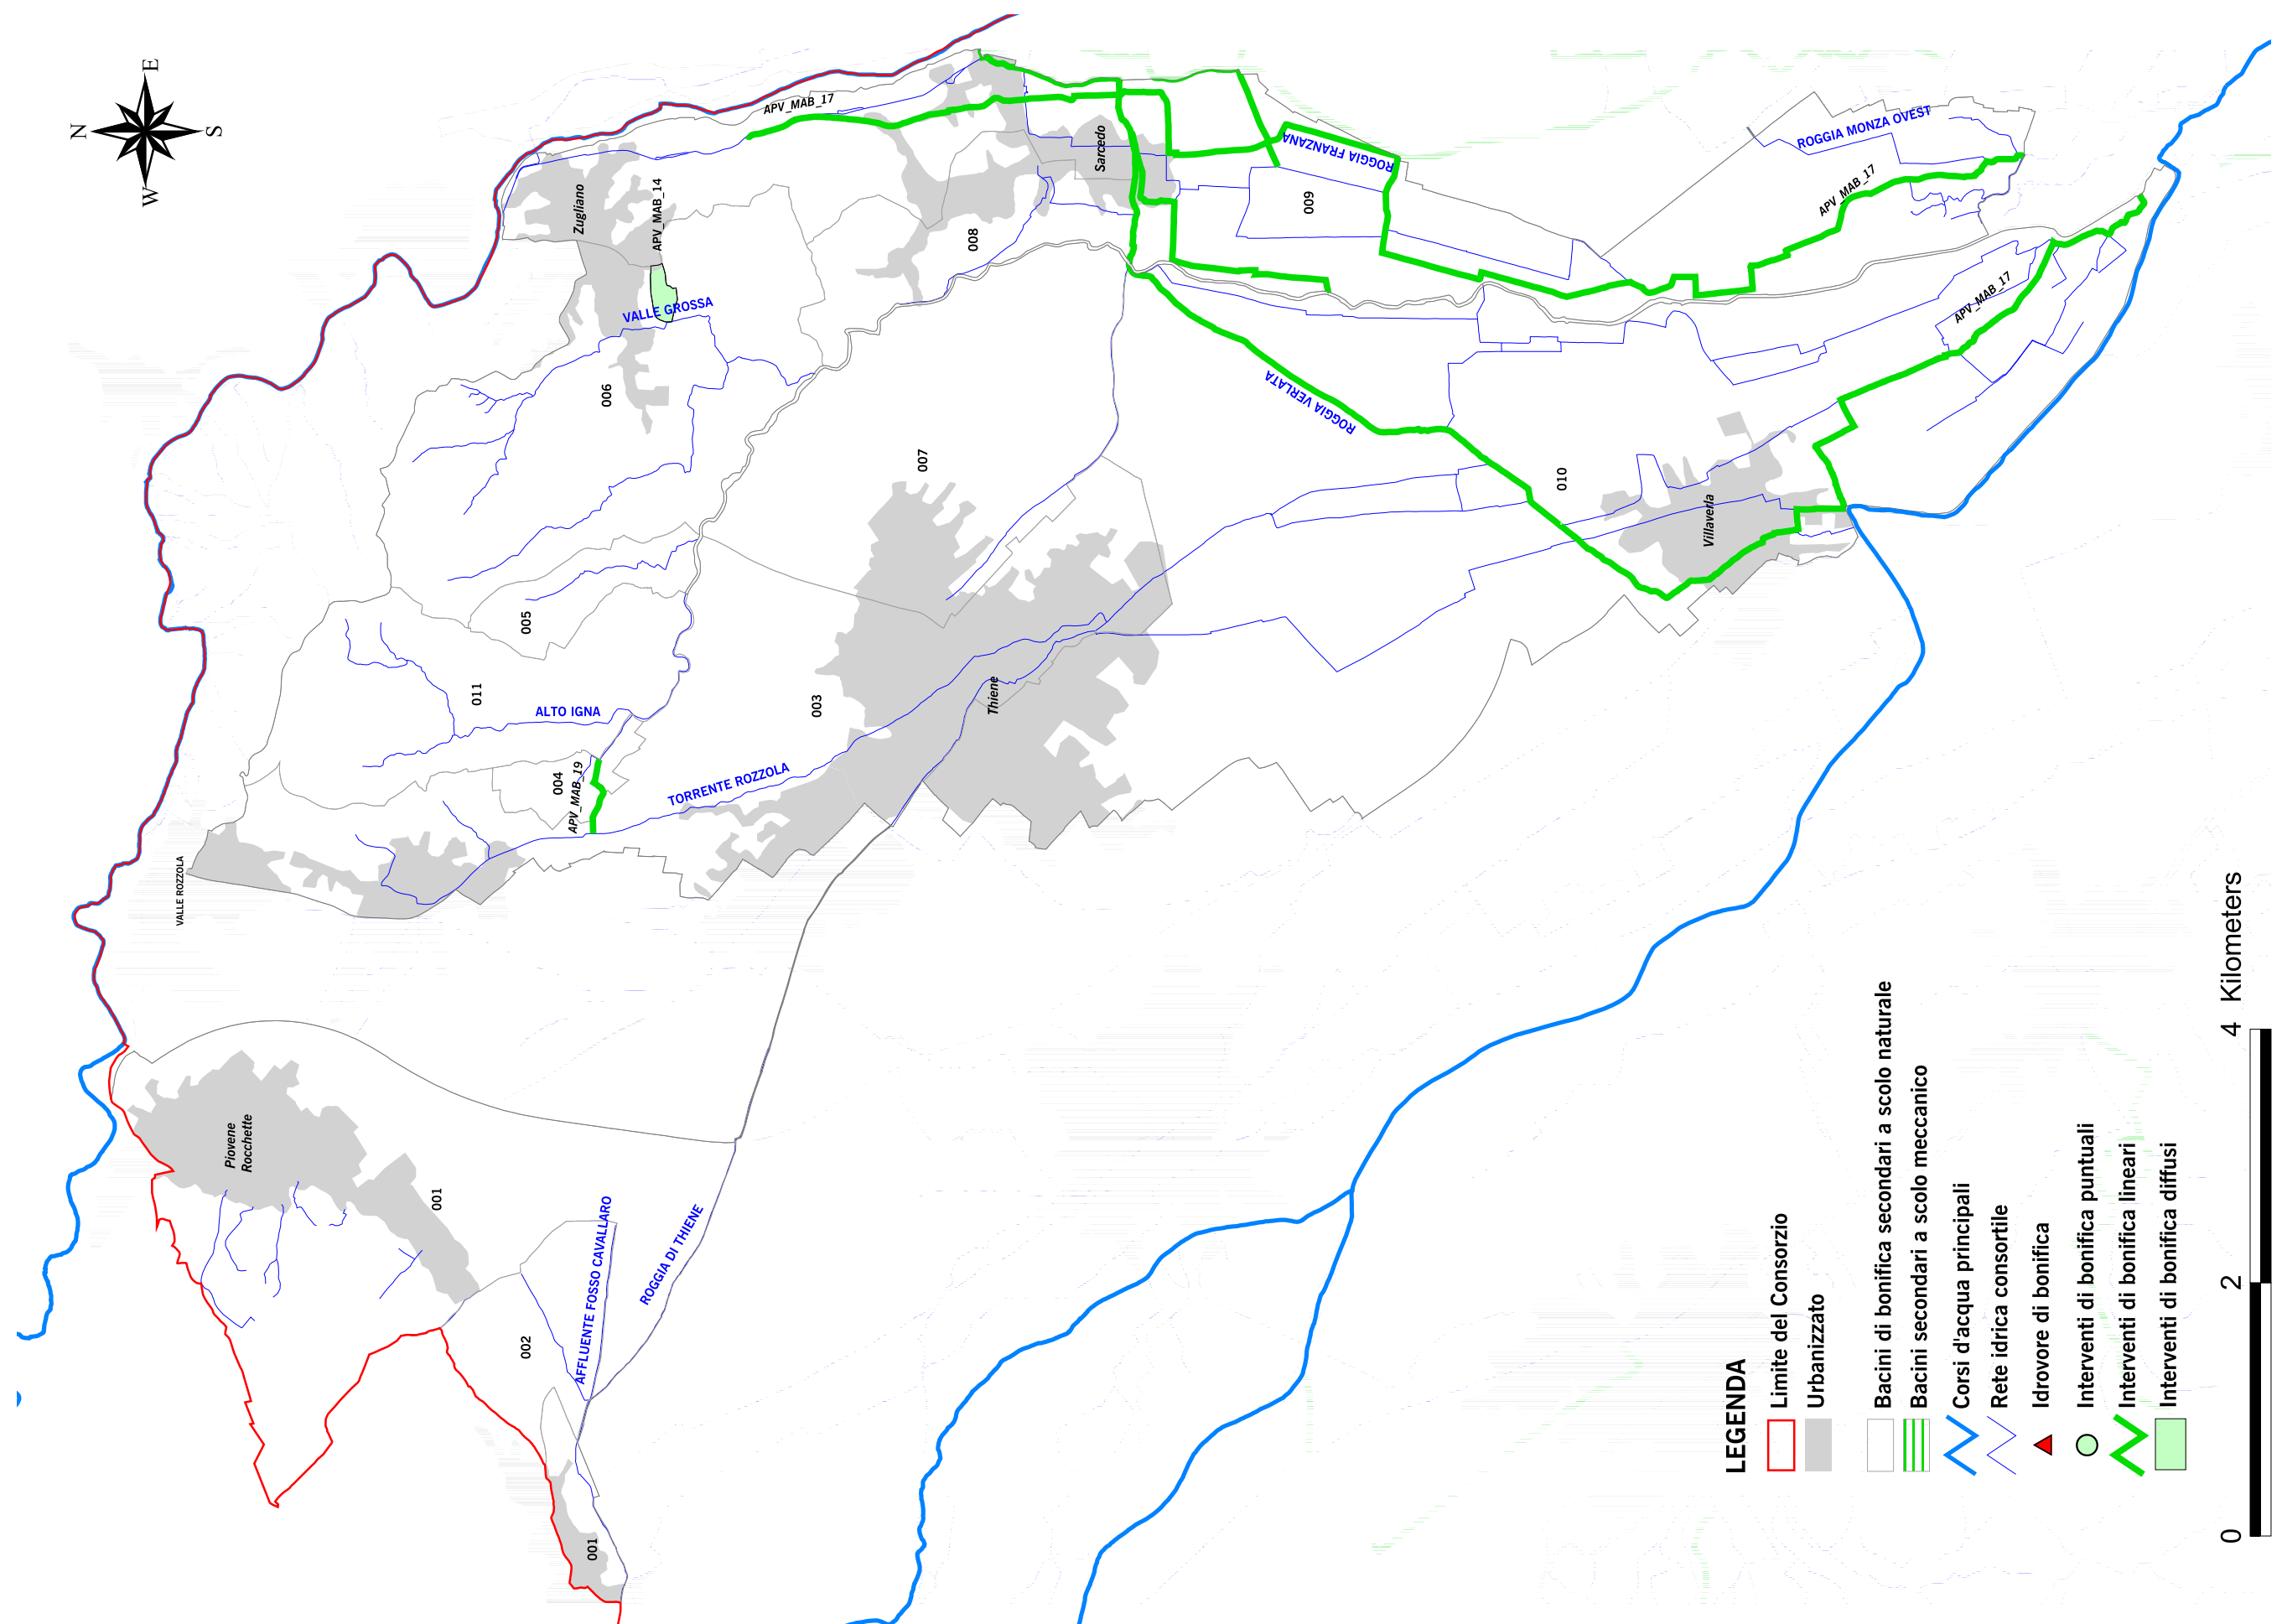 N
E
S
W
APV_MAB_17
Zugliano
APV_MAB_14
VALLE GROSSA
006
008
Sarcedo
ROGGIA FRANZANA
009
ROGGIA MONZA OVEST
APV_MAB_17
APV_MAB_17
ROGGIA VERLATA
007
010
Villaverla
005
011
ALTO IGNA
004
APV_MAB_19
TORRENTE ROZZOLA
003
Thiene
VALLE ROZZOLA
Piovene
Rocchette
001
002
AFFLUENTE FOSSO CAVALLARO
ROGGIA DI THIENE
001
LEGENDA
Limite del Consorzio
Urbanizzato
Bacini di bonifica secondari a scolo naturale
Bacini secondari a scolo meccanico
Corsi d'acqua principali
Rete idrica consortile
Idrovore di bonifica
Interventi di bonifica puntuali
Interventi di bonifica lineari
Interventi di bonifica diffusi
0 2 4 Kilometers